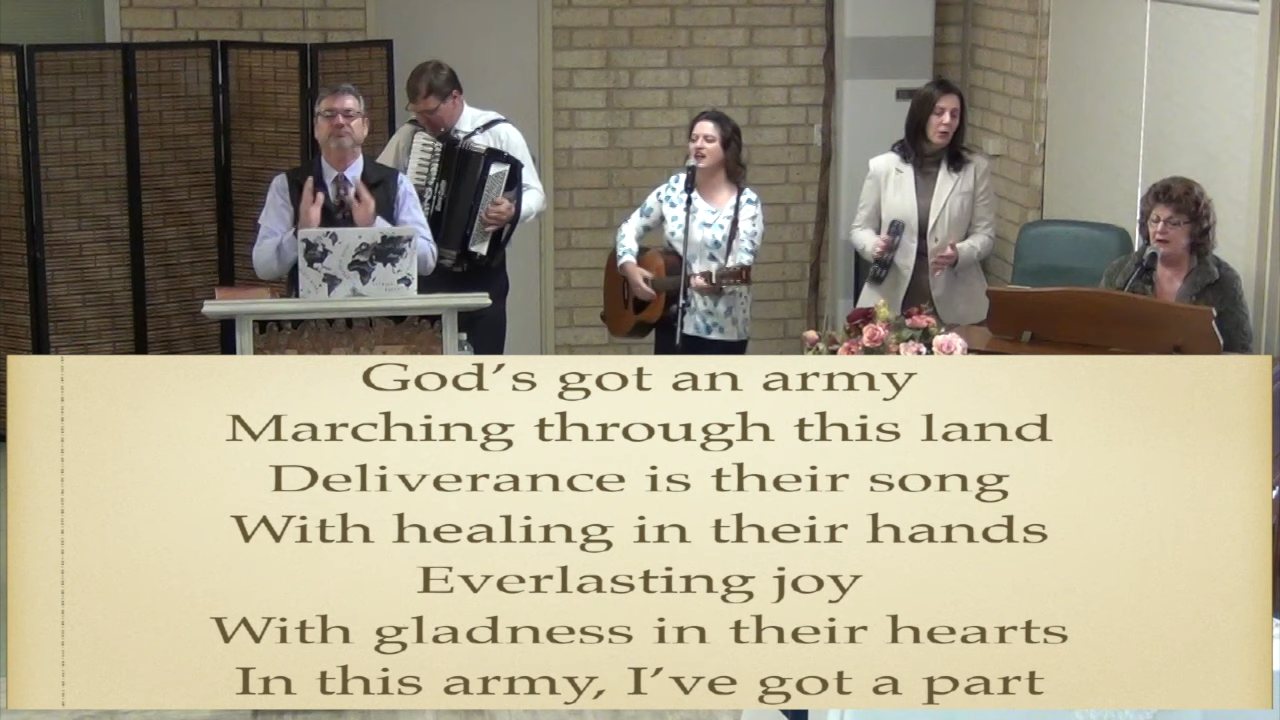 God's got an army
Marching through this land
Deliverance is their song
With healing in their hands
Everlasting joy
With gladness in their hearts
In this army, I've got a part